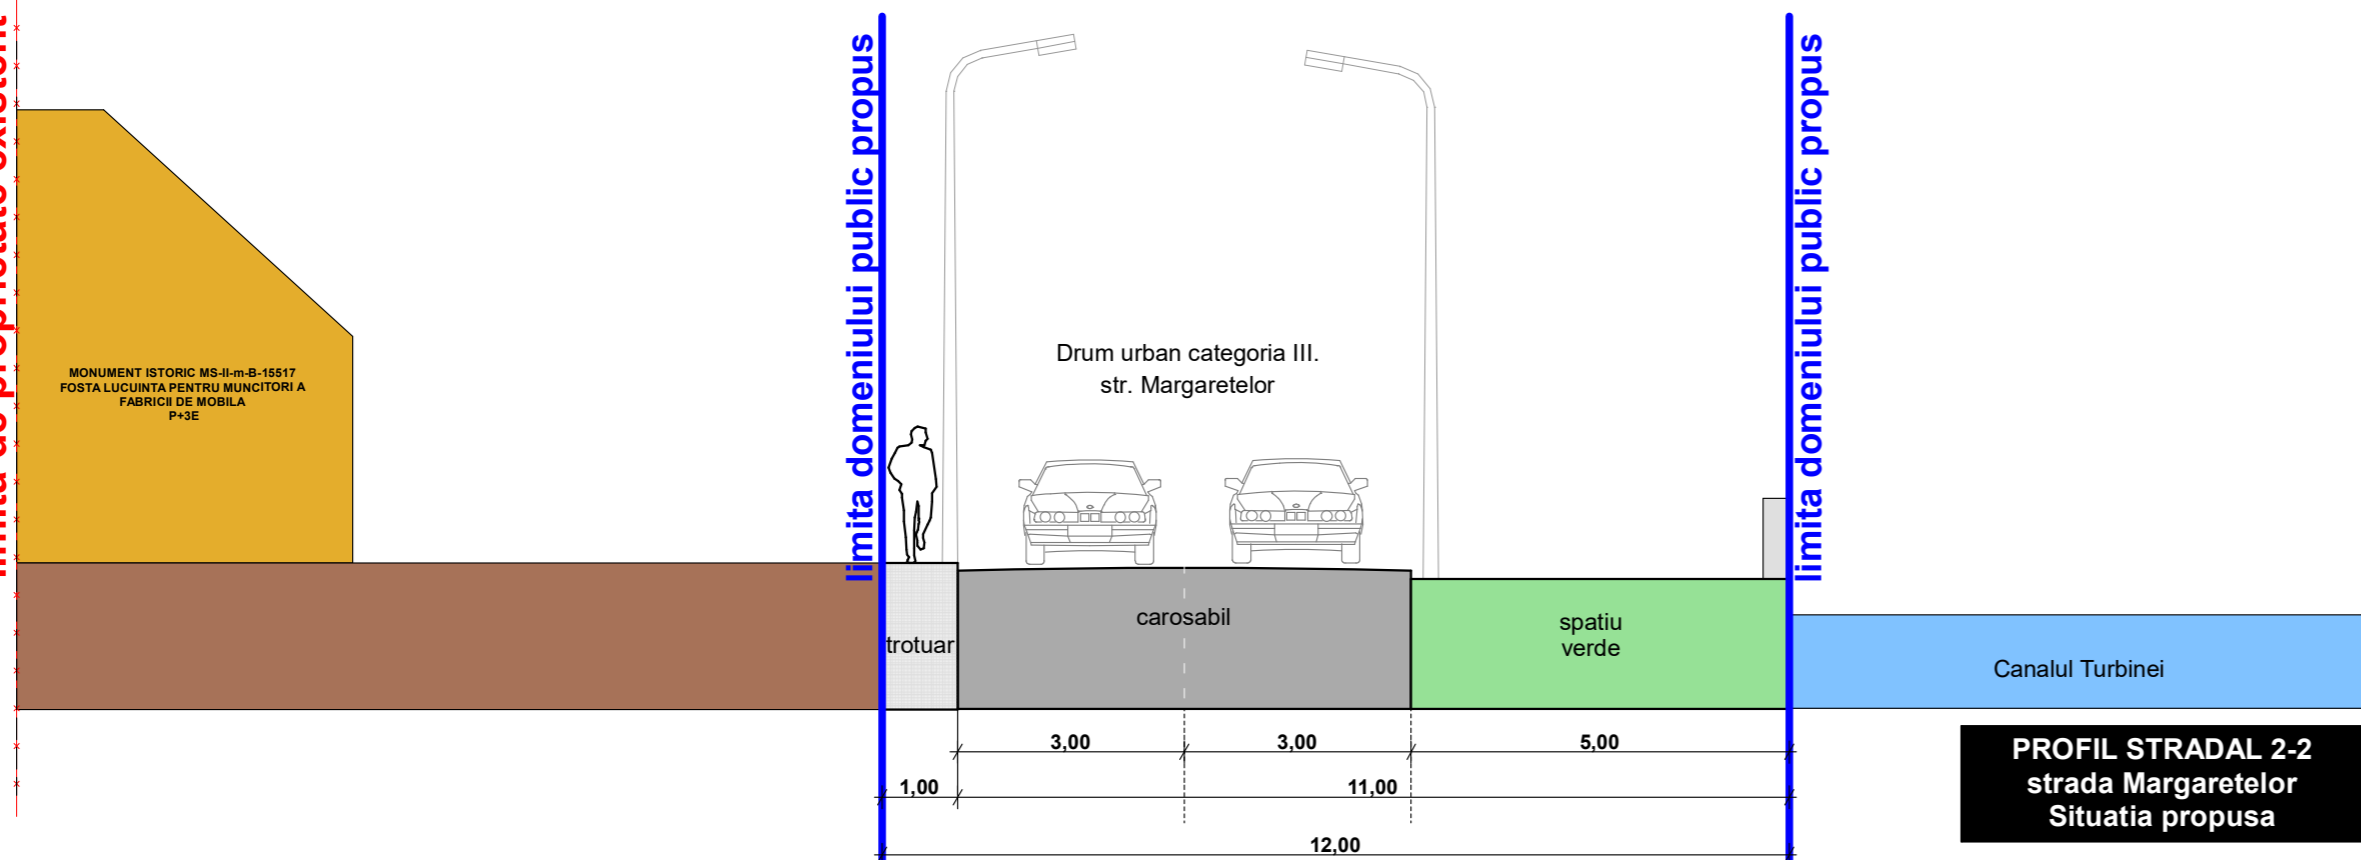 limita de proprietate existent
limita domeniului public propus
limita domeniului public propus
MONUMENT ISTORIC MS-II-m-B-15517
FOSTA LUCUINTA PENTRU MUNCITORI A
FABRICII DE MOBILA
P+3E
Drum urban categoria III.
str. Margaretelor
trotuar
carosabil
spatiu
verde
Canalul Turbinei
3,00 3,00 5,00
1,00 11,00
12,00
PROFIL STRADAL 2-2
strada Margaretelor
Situatia propusa